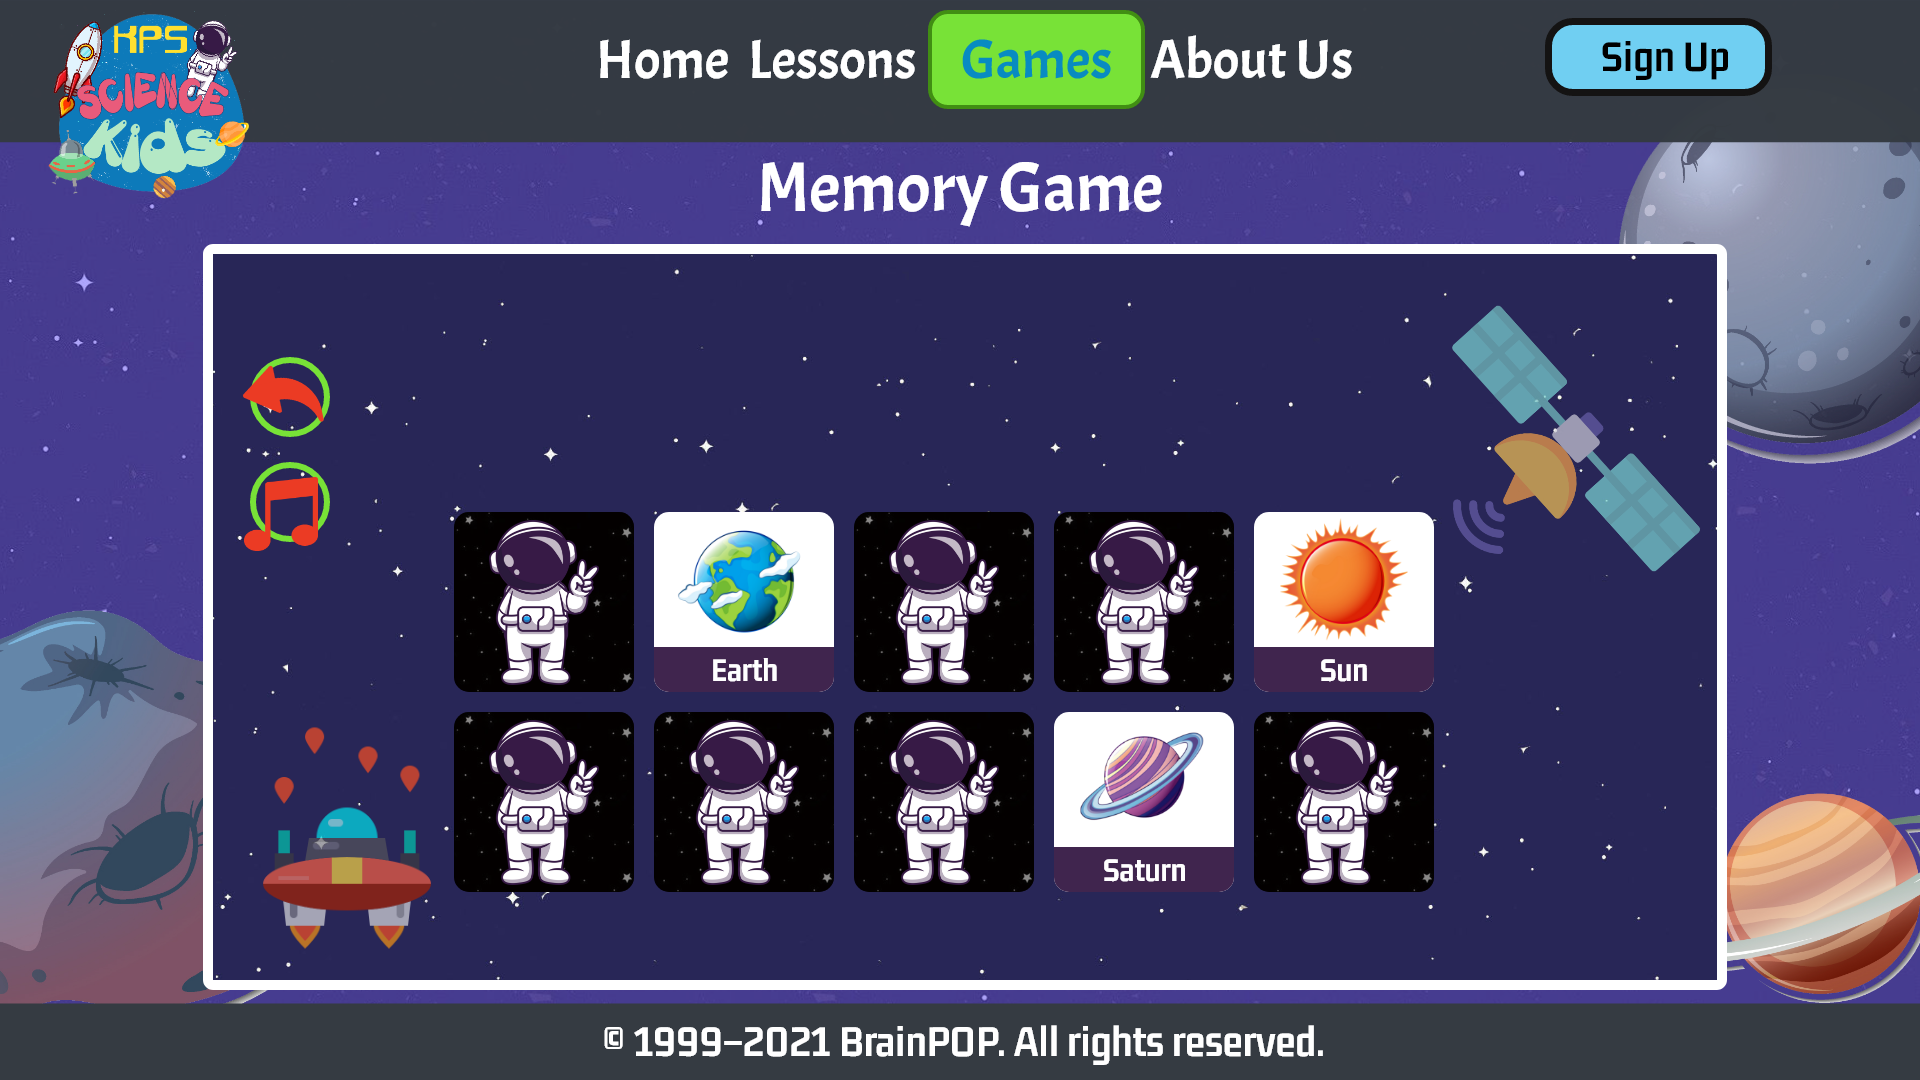 KPS
SCIENCE
Kids
Home Lessons Games About Us
Sign Up
Memory Game
Earth
Sun
Saturn
© 1999–2021 BrainPOP. All rights reserved.